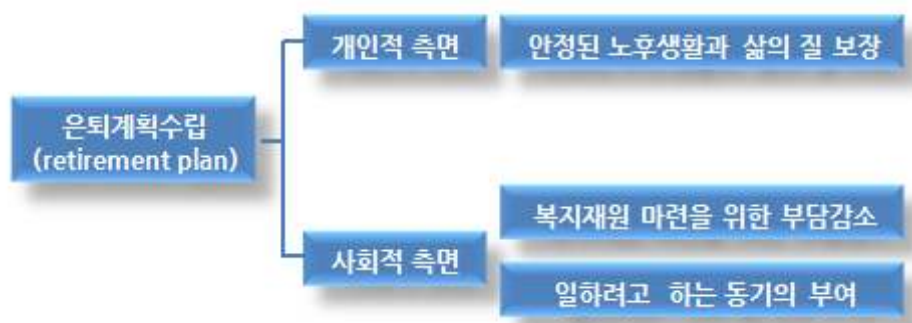 개인적 측면
안정된 노후생활과 삶의 질 보장
은퇴계획수립
(retirement plan)
사회적 측면
복지재원 마련을 위한 부담감소
일하려고 하는 동기의 부여